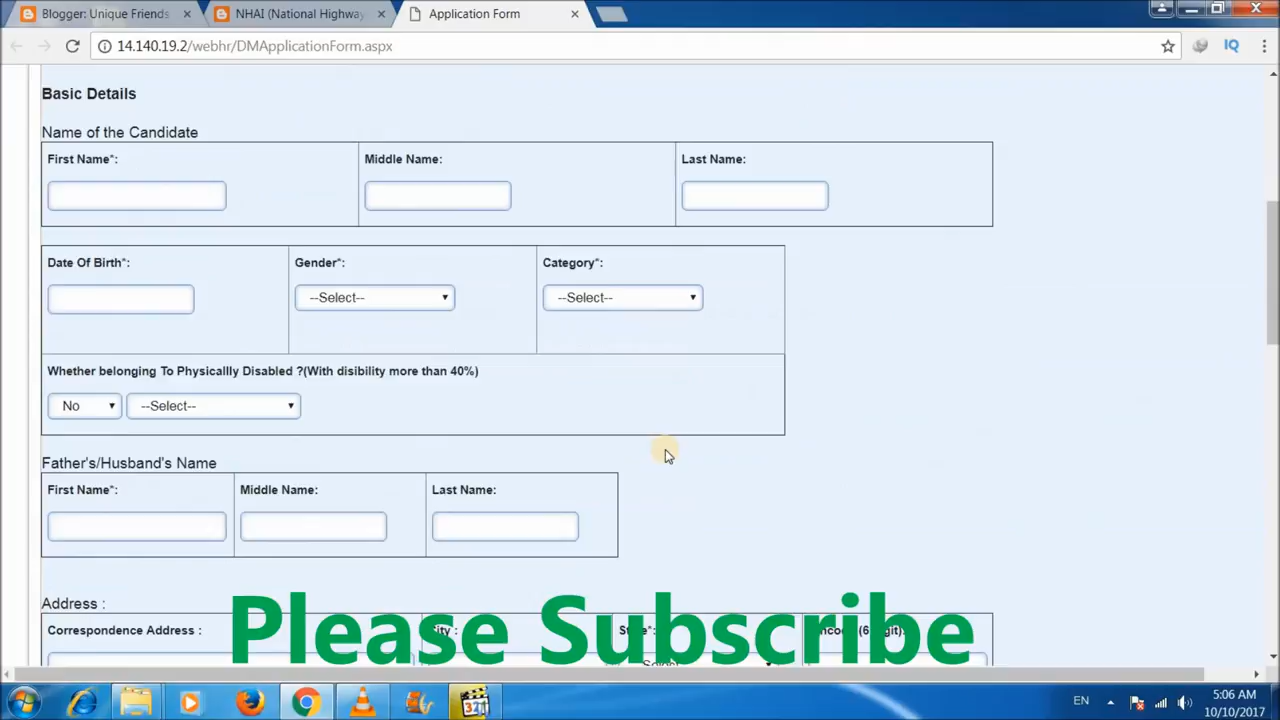 Blogger: Unique Friends
NHAI (National Highway
Application Form
14.140.19.2/webhr/DMApplicationForm.aspx
IQ
Basic Details
Name of the Candidate
First Name*: Middle Name: Last Name:
Date Of Birth*: Gender*: Category*:
--Select-- --Select--
Whether belonging To Physicallly Disabled ?(With disibility more than 40%)
No --Select--
Father's/Husband's Name
First Name*: Middle Name: Last Name:
Address :
Correspondence Address :
Please Subscribe
EN
5:06 AM
10/10/2017